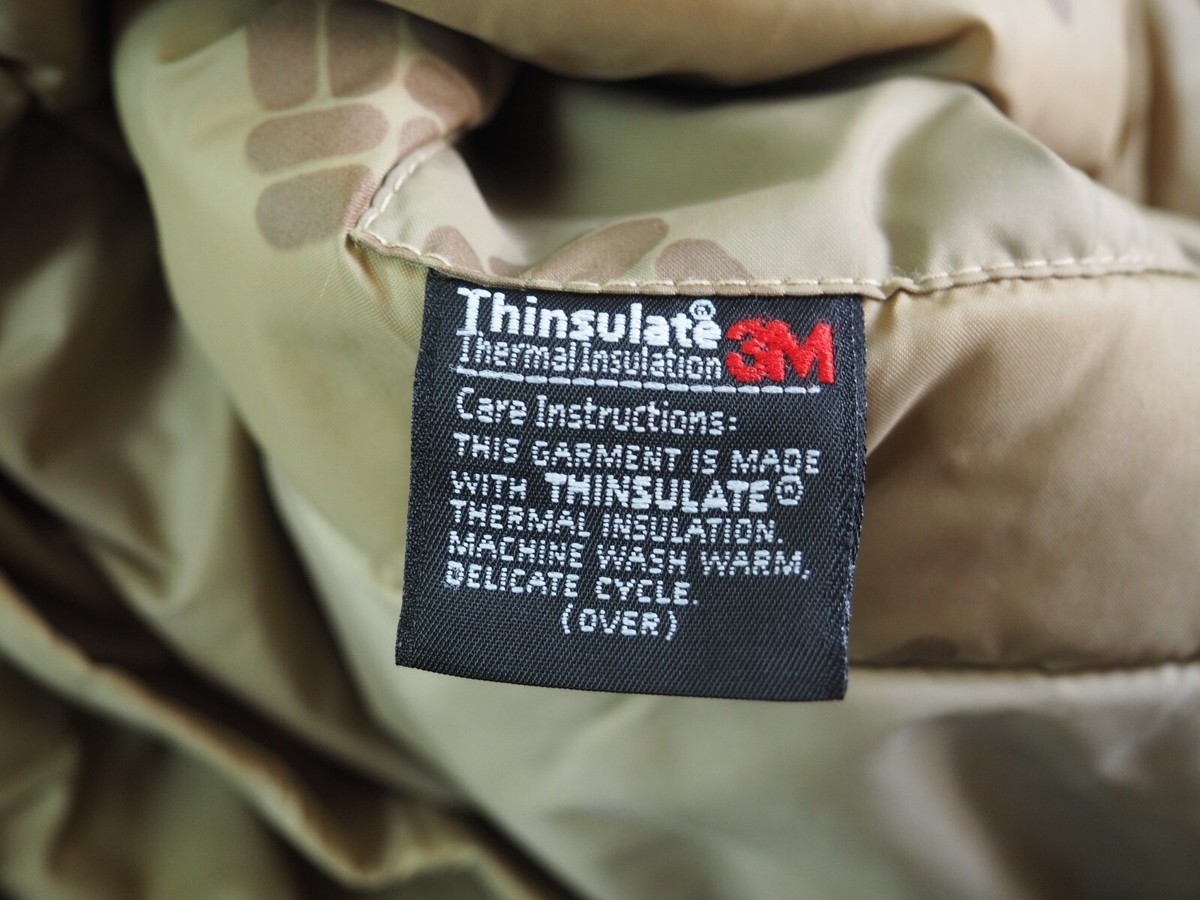 Thinsulate®
Thermal Insulation 3M
Care Instructions:
THIS GARMENT IS MADE
WITH THINSULATE®
THERMAL INSULATION.
MACHINE WASH WARM,
DELICATE CYCLE.
(OVER)